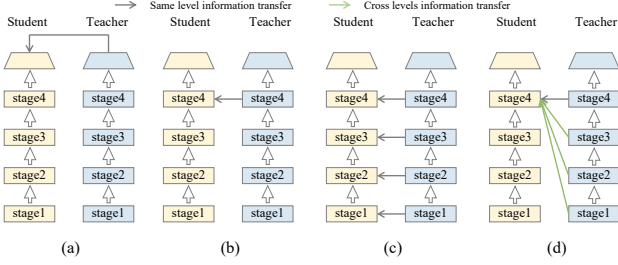 Same level information transfer
Cross levels information transfer
Student Teacher Student Teacher Student Teacher Student Teacher
stage4 stage4 stage4 stage4 stage4 stage4 stage4 stage4
stage3 stage3 stage3 stage3 stage3 stage3 stage3 stage3
stage2 stage2 stage2 stage2 stage2 stage2 stage2 stage2
stage1 stage1 stage1 stage1 stage1 stage1 stage1 stage1
(a) (b) (c) (d)